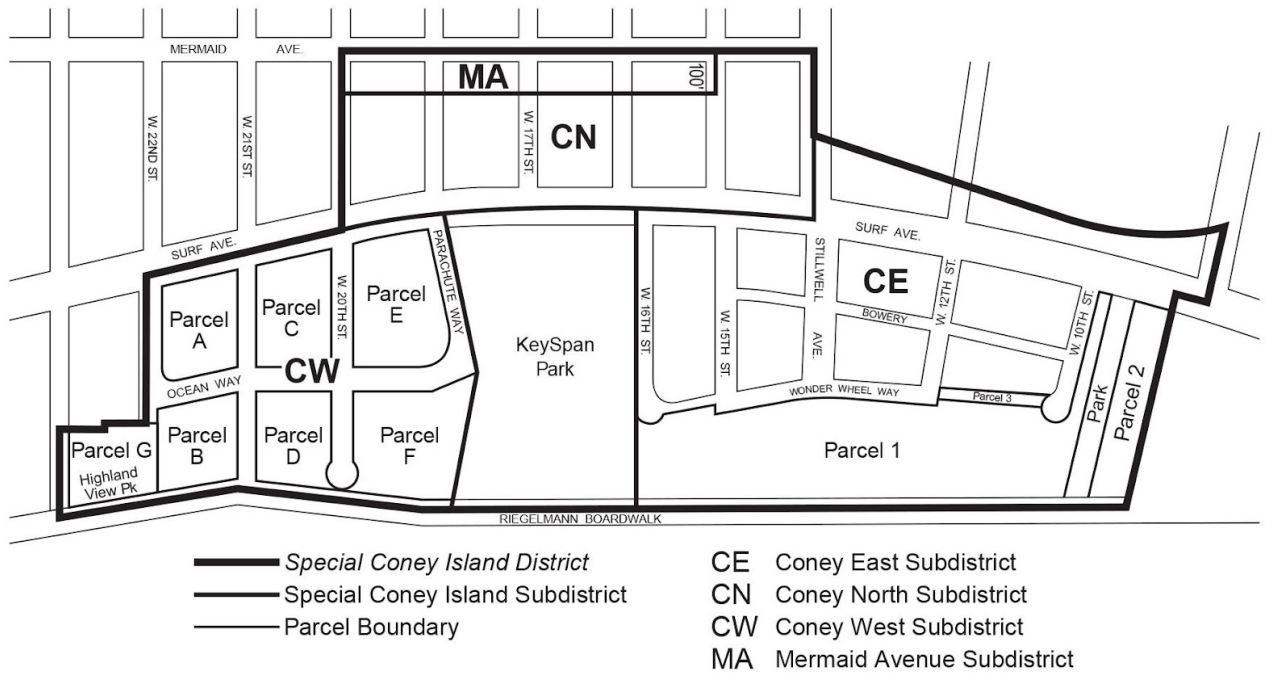 MERMAID AVE.
MA
100'
CN
W. 17TH ST.
W. 22ND ST.
W. 21ST ST.
SURF AVE.
PARACHUTE WAY
SURF AVE.
STILLWELL AVE.
CE
W. 12TH ST.
BOWERY
W. 10TH ST.
W. 16TH ST.
W. 15TH ST.
WONDER WHEEL WAY
Parcel
A
Parcel
C
W. 20TH ST.
Parcel
E
KeySpan
Park
CW
OCEAN WAY
Parcel 3
Park
Parcel 2
Parcel G
Highland
View Pk
Parcel
B
Parcel
D
Parcel
F
Parcel 1
RIEGELMANN BOARDWALK
Special Coney Island District
Special Coney Island Subdistrict
Parcel Boundary
CE Coney East Subdistrict
CN Coney North Subdistrict
CW Coney West Subdistrict
MA Mermaid Avenue Subdistrict